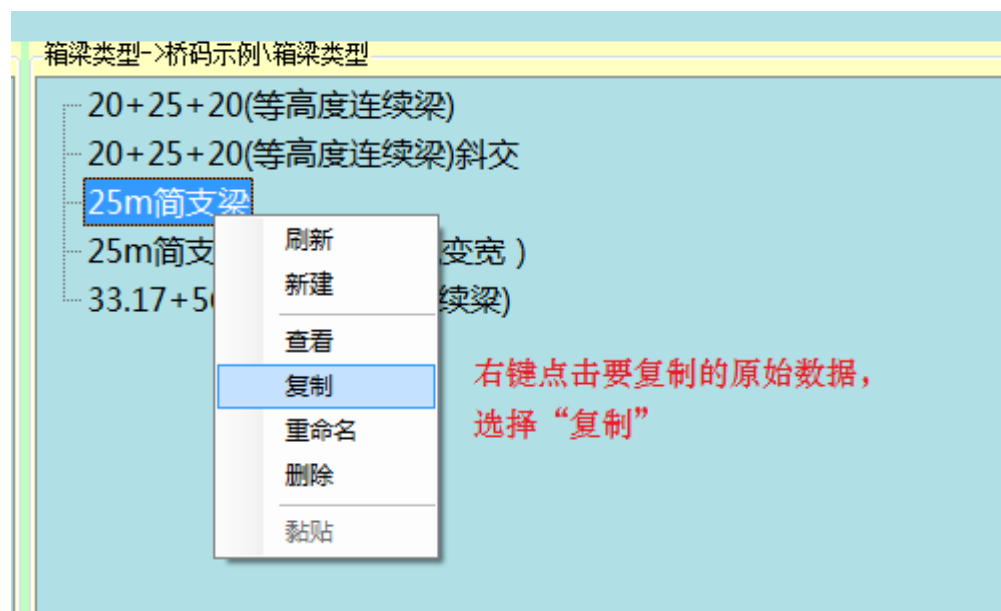 箱梁类型->桥码示例\箱梁类型
20+25+20(等高度连续梁)
20+25+20(等高度连续梁)斜交
25m简支梁
刷新
25m简支 变宽）
新建
33.17+5 续梁)
查看
右键点击要复制的原始数据，
复制
选择“复制”
重命名
删除
黏贴